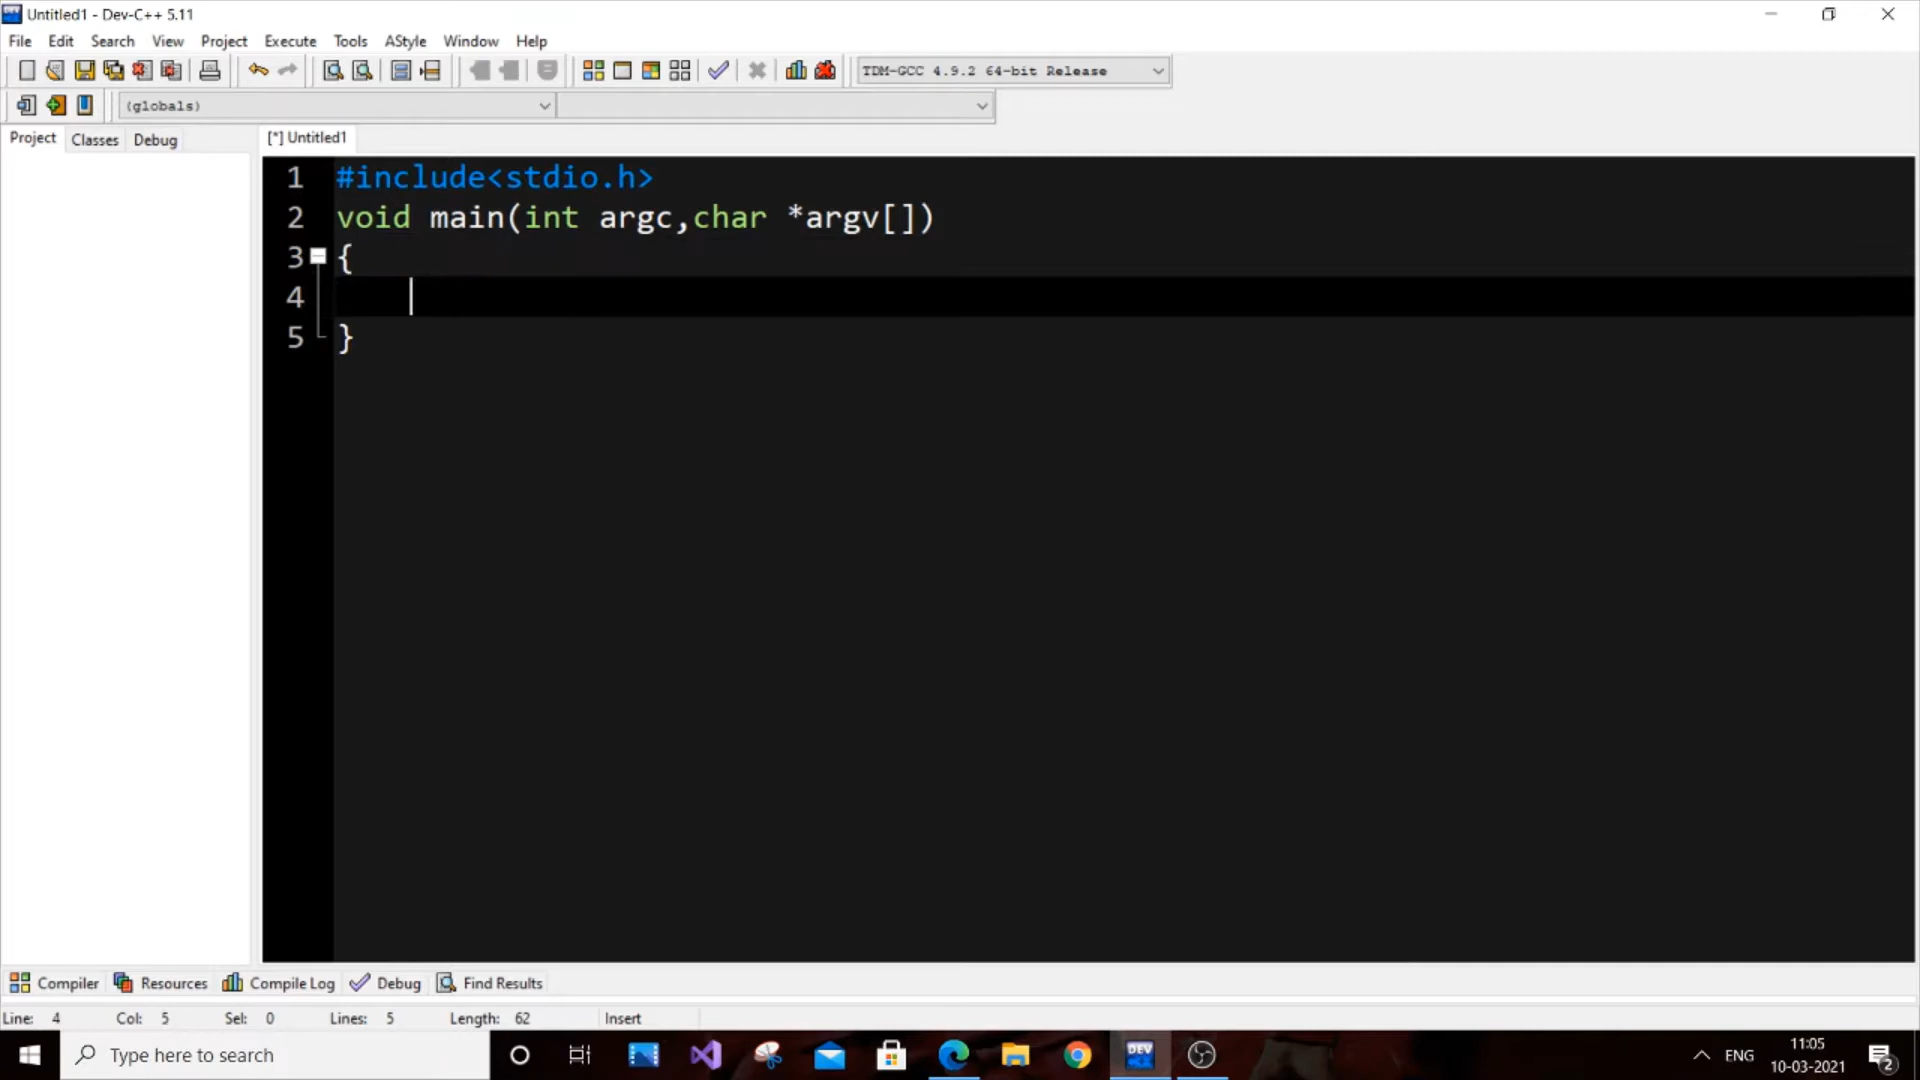 Untitled1 - Dev-C++ 5.11
File Edit Search View Project Execute Tools AStyle Window Help
TDM-GCC 4.9.2 64-bit Release
(globals)
Project Classes Debug [*] Untitled1
1 #include<stdio.h>
2 void main(int argc,char *argv[])
3 {
4
5 }
Compiler Resources Compile Log Debug Find Results
Line: 4 Col: 5 Sel: 0 Lines: 5 Length: 62 Insert
Type here to search
DEV
ENG
11:05
10-03-2021
2